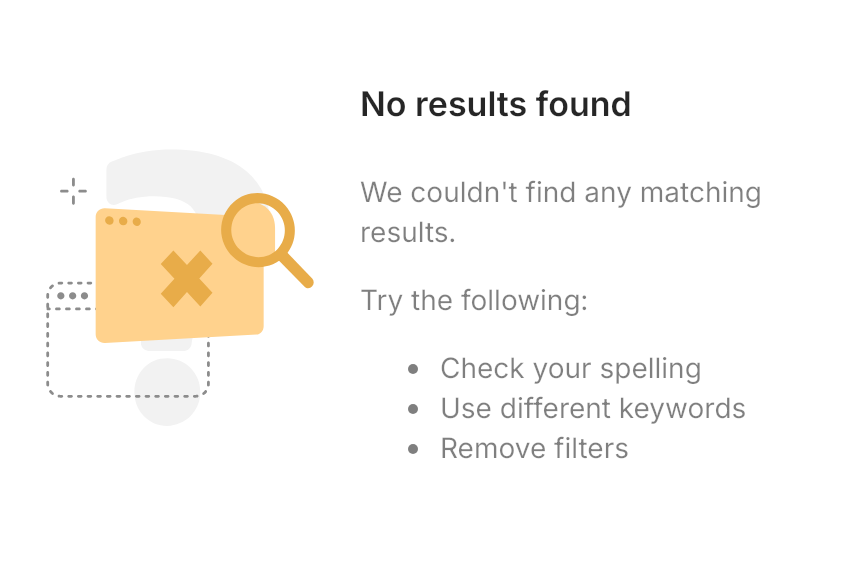 No results found
We couldn't find any matching
results.
Try the following:
Check your spelling
Use different keywords
Remove filters